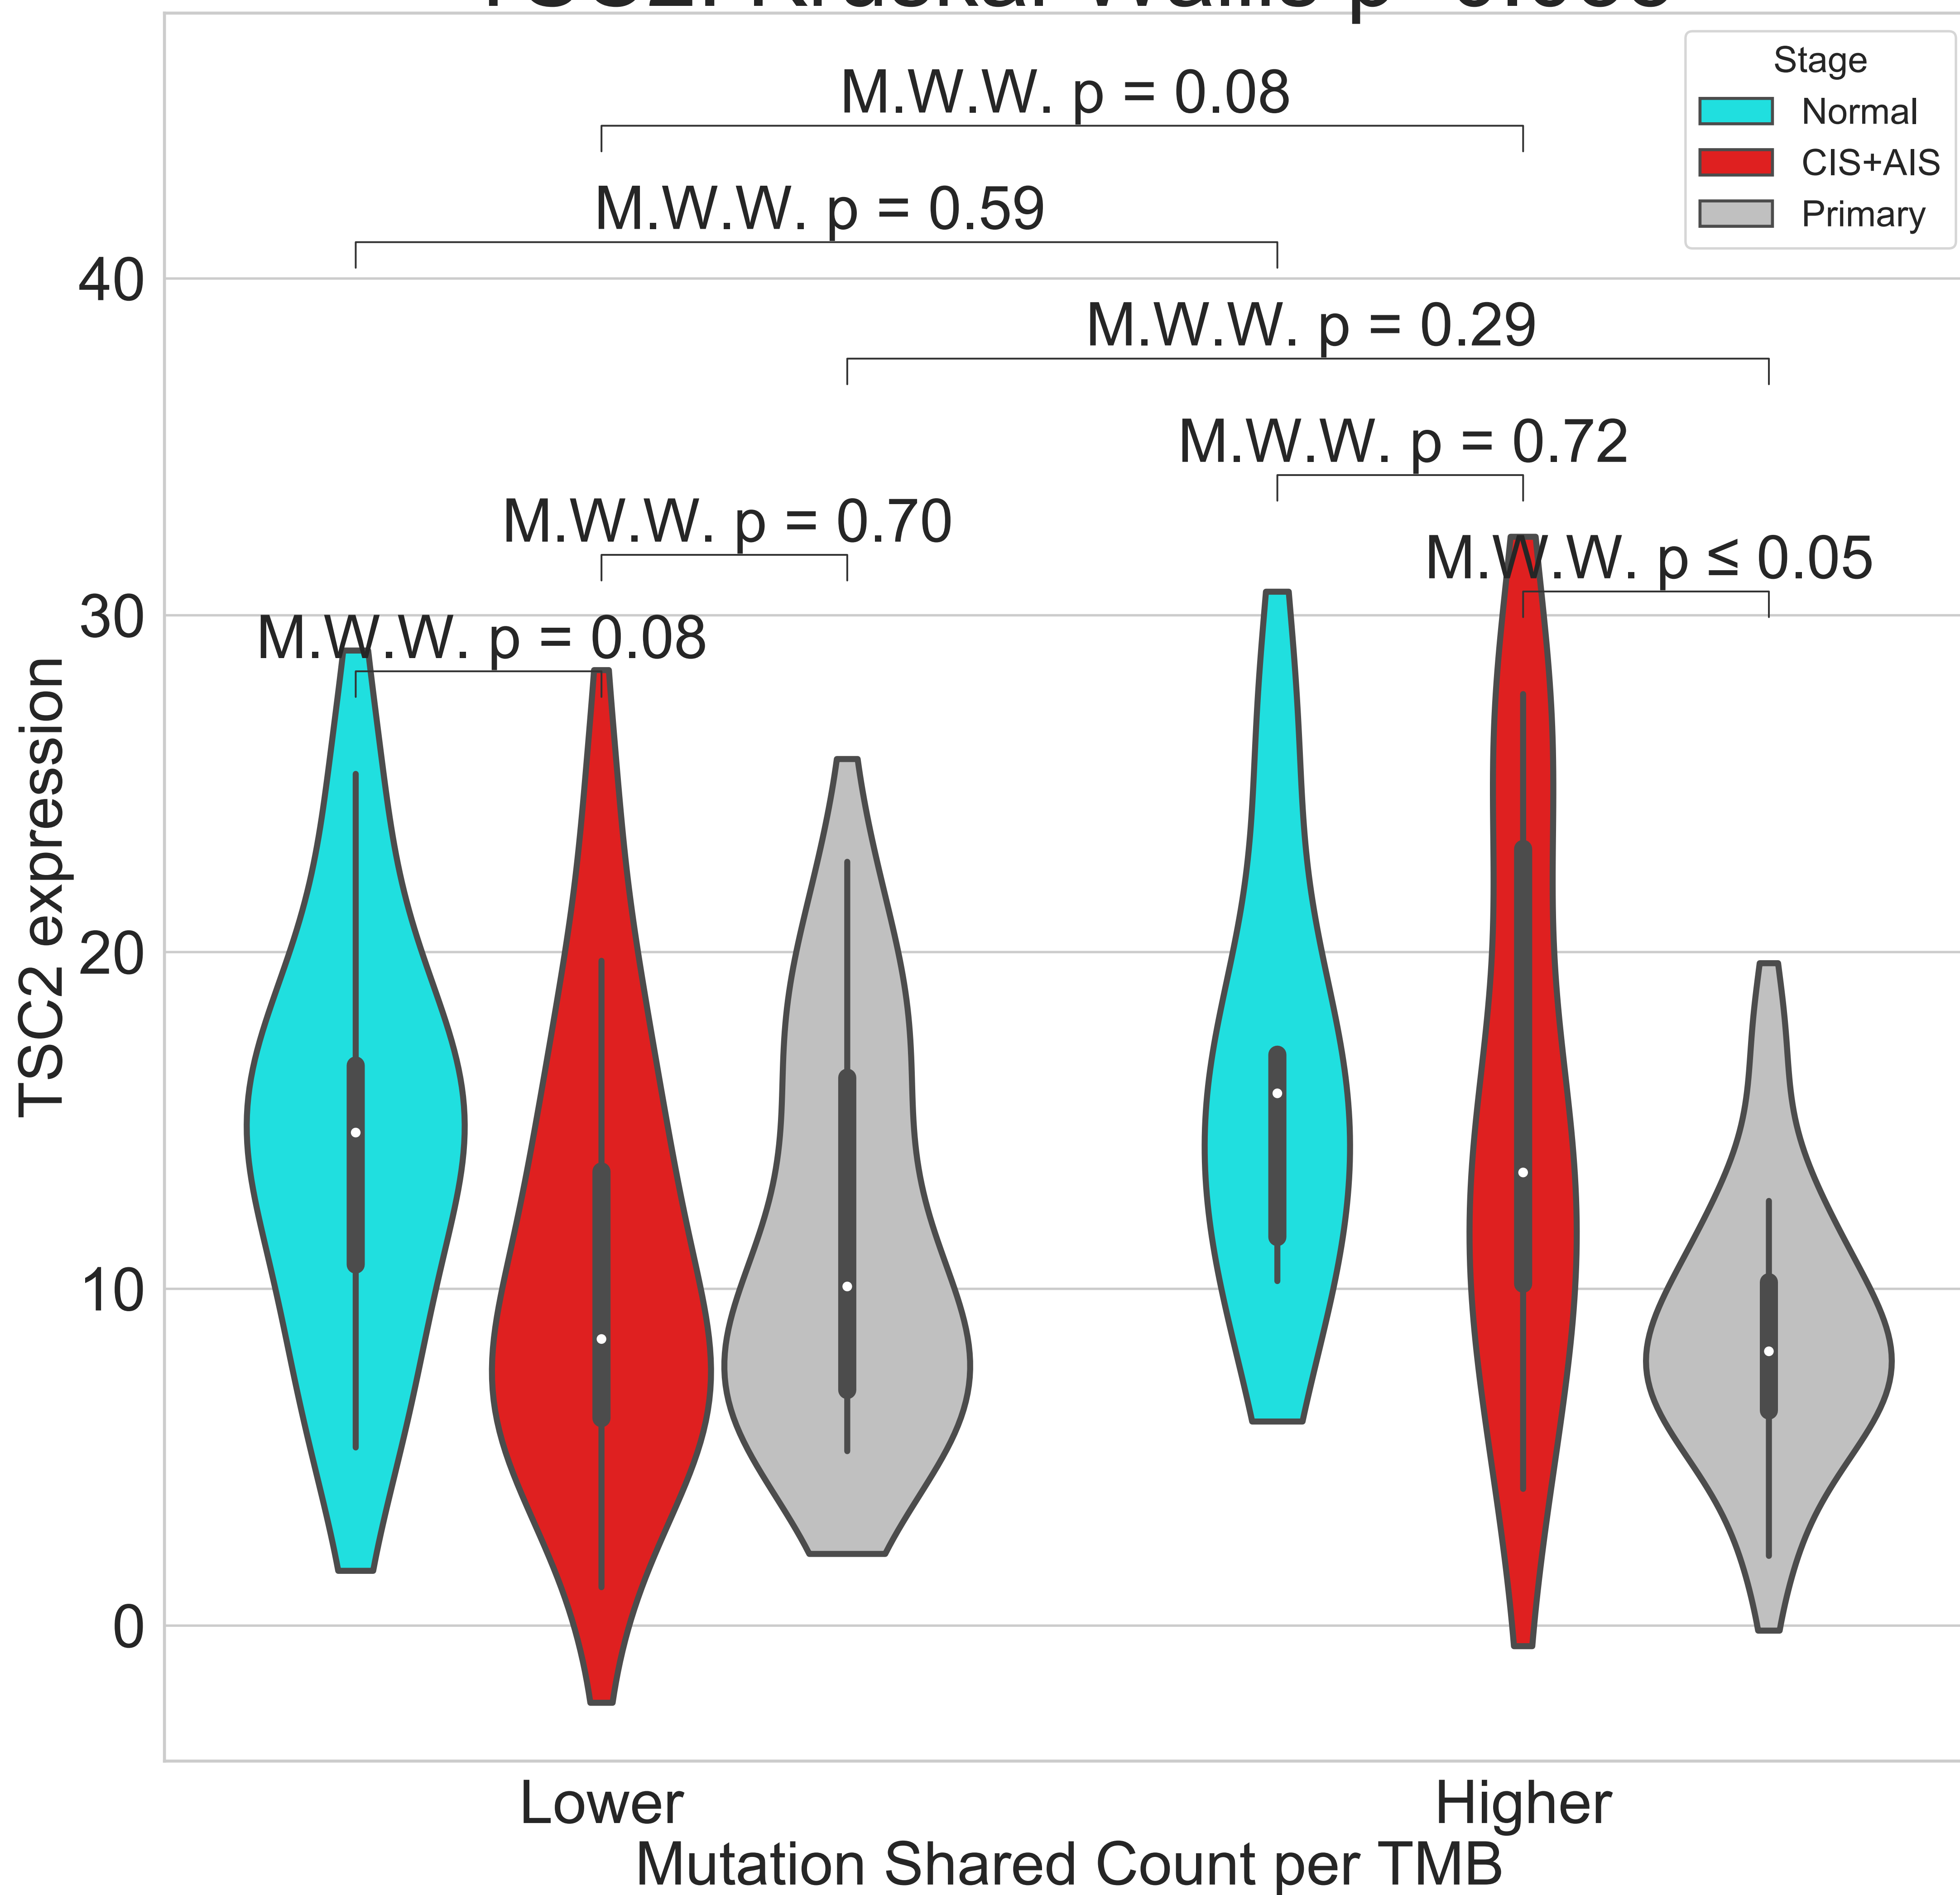 Stage
Normal
CIS+AIS
Primary
M.W.W. p = 0.08
M.W.W. p = 0.59
40
M.W.W. p = 0.29
M.W.W. p = 0.72
M.W.W. p = 0.70
M.W.W. p ≤ 0.05
30
M.W.W. p = 0.08
TSC2 expression
20
10
0
Lower
Higher
Mutation Shared Count per TMB